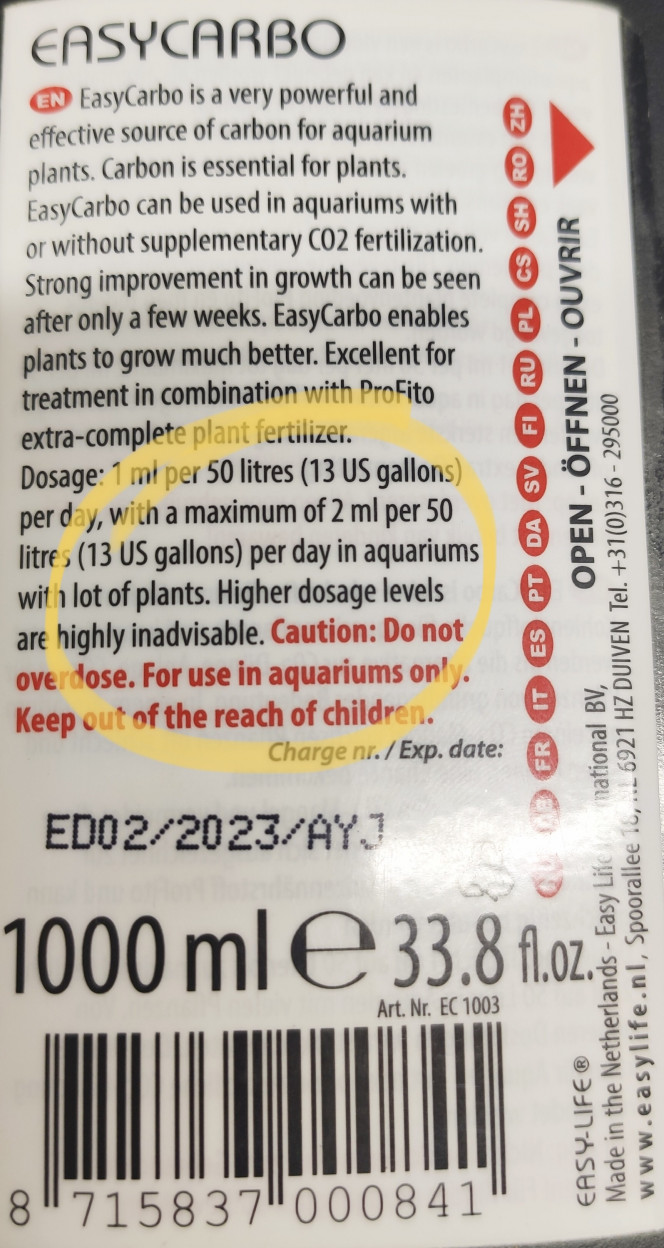 EASYCARBO
EN EasyCarbo is a very powerful and
effective source of carbon for aquarium
plants. Carbon is essential for plants.
EasyCarbo can be used in aquariums with
or without supplementary CO2 fertilization.
Strong improvement in growth can be seen
after only a few weeks. EasyCarbo enables
plants to grow much better. Excellent for
treatment in combination with ProFito
extra-complete plant fertilizer.
Dosage: 1 ml per 50 litres (13 US gallons)
per day, with a maximum of 2 ml per 50
litres (13 US gallons) per day in aquariums
with lot of plants. Higher dosage levels
are highly inadvisable. Caution: Do not
overdose. For use in aquariums only.
Keep out of the reach of children.
Charge nr. / Exp. date:
ED02/2023/AYJ
1000 ml e 33.8 fl.oz.
Art. Nr. EC 1003
8 715837 000841
FR IT ES PT DA SV FI RU PL CS SH RO ZH
OPEN - ÖFFNEN - OUVRIR
EASY-LIFE®
Made in the Netherlands - Easy Life BV,
www.easylife.nl, Spoorallee 6921 HZ DUIVEN Tel. +31(0)316 - 295000